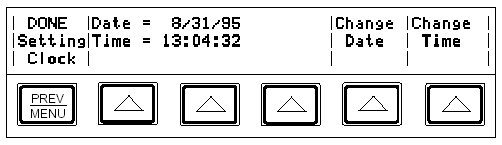 | DONE |Date = 8/31/95 |Change |Change |
|Setting|Time = 13:04:32 | Date | Time |
| Clock | | | |
PREV
MENU